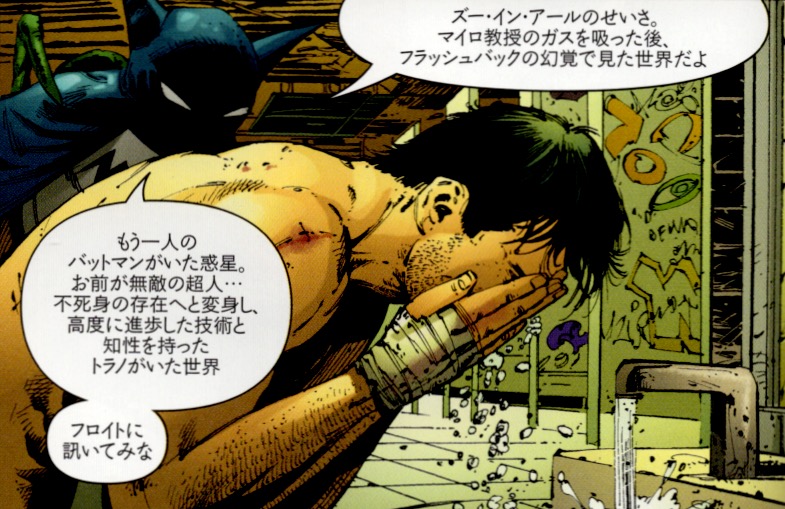 ズー・イン・アールのせいさ。
マイロ教授のガスを吸った後、
フラッシュバックの幻覚で見た世界だよ
もう一人の
バットマンがいた惑星。
お前が無敵の超人…
不死身の存在へと変身し、
高度に進歩した技術と
知性を持った
トラノがいた世界
フロイトに
訊いてみな